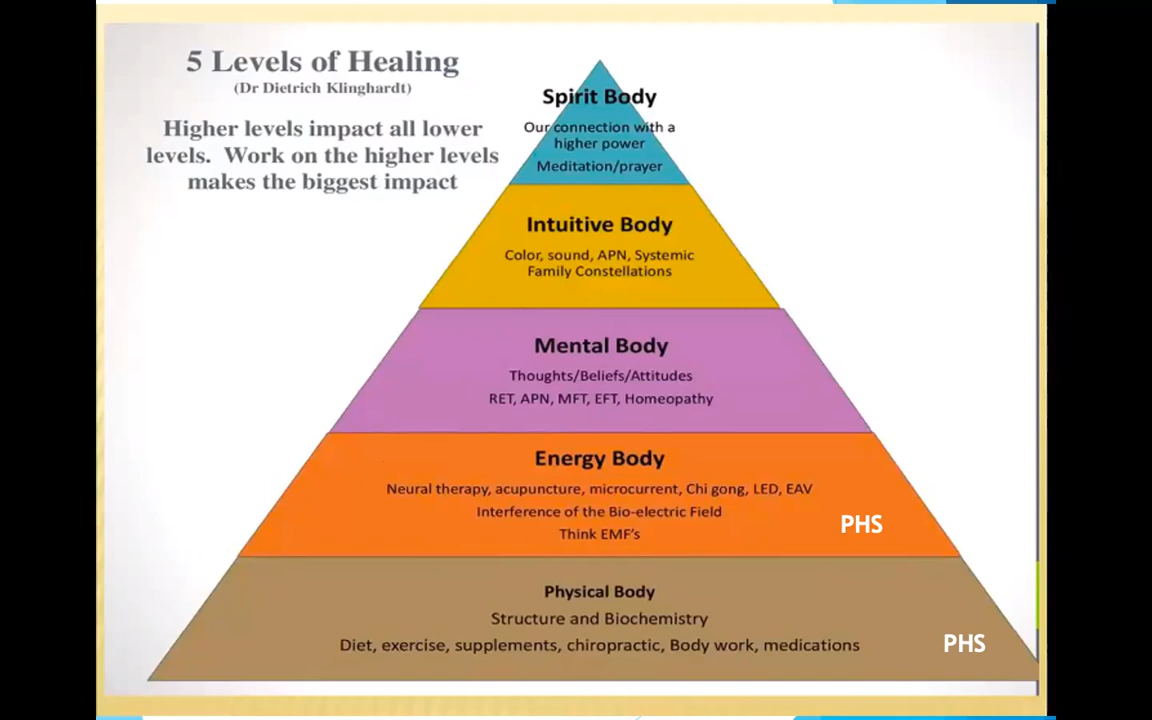 5 Levels of Healing
(Dr Dietrich Klinghardt)
Higher levels impact all lower
levels. Work on the higher levels
makes the biggest impact
Spirit Body
Our connection with a
higher power
Meditation/prayer
Intuitive Body
Color, sound, APN, Systemic
Family Constellations
Mental Body
Thoughts/Beliefs/Attitudes
RET, APN, MFT, EFT, Homeopathy
Energy Body
Neural therapy, acupuncture, microcurrent, Chi gong, LED, EAV
Interference of the Bio-electric Field
Think EMF's
PHS
Physical Body
Structure and Biochemistry
Diet, exercise, supplements, chiropractic, Body work, medications
PHS